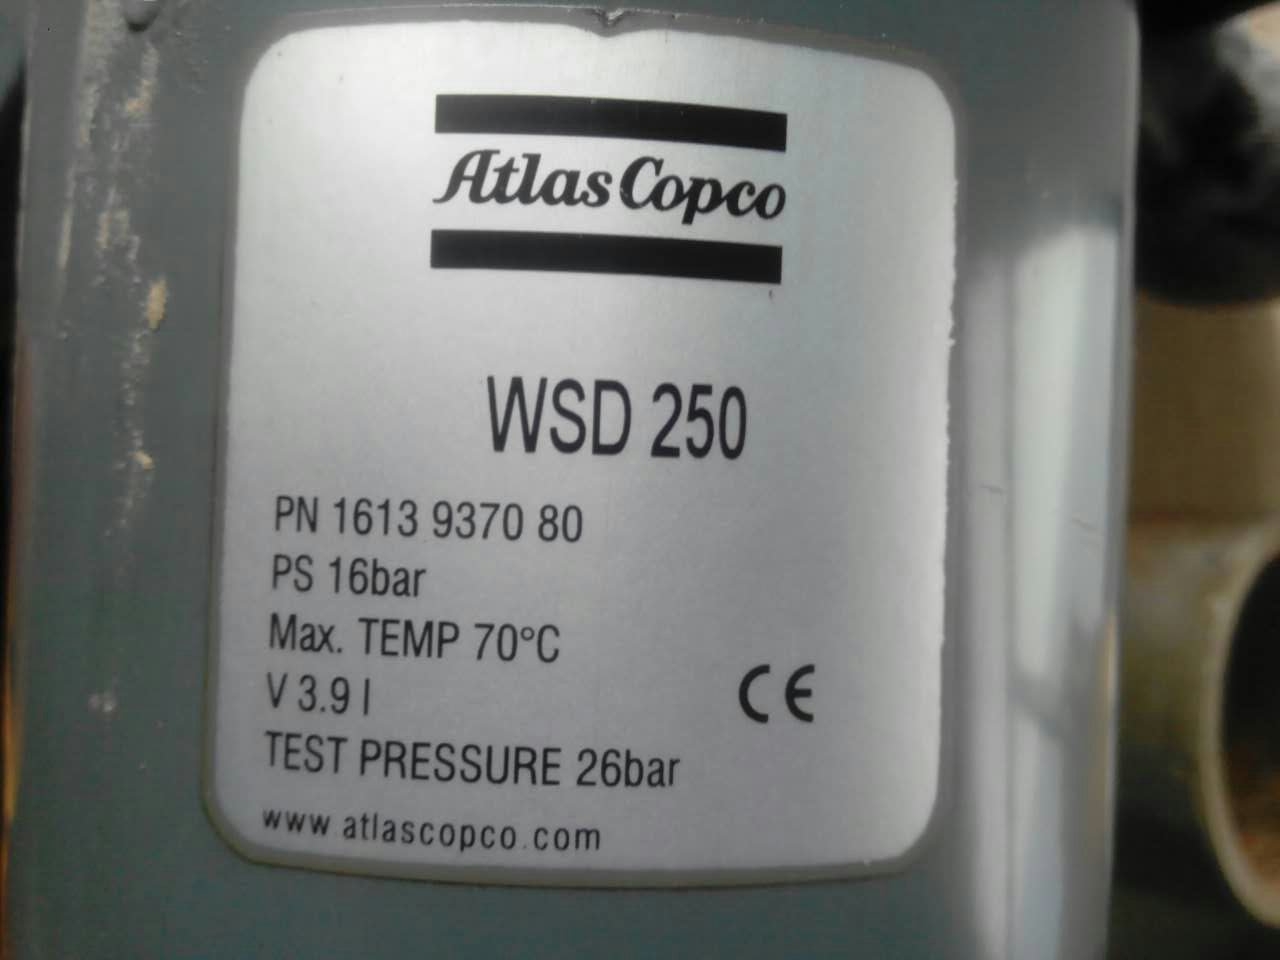 Atlas Copco
WSD 250
PN 1613 9370 80
PS 16bar
Max. TEMP 70°C
V 3.9 l
CE
TEST PRESSURE 26bar
www.atlascopco.com